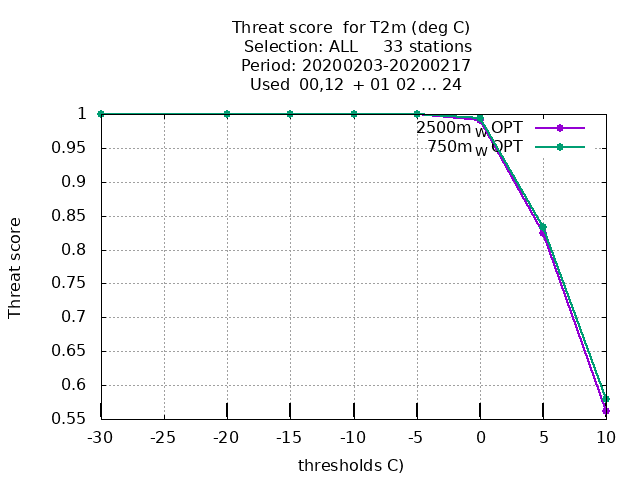 Threat score  for T2m (deg C)
Selection: ALL     33 stations
Period: 20200203-20200217
Used  00,12  + 01 02 ... 24
1
2500m W OPT
750m W OPT
0.95
0.9
0.85
0.8
0.75
0.7
0.65
0.6
0.55
Threat score
-30 -25 -20 -15 -10 -5 0 5 10
thresholds C)